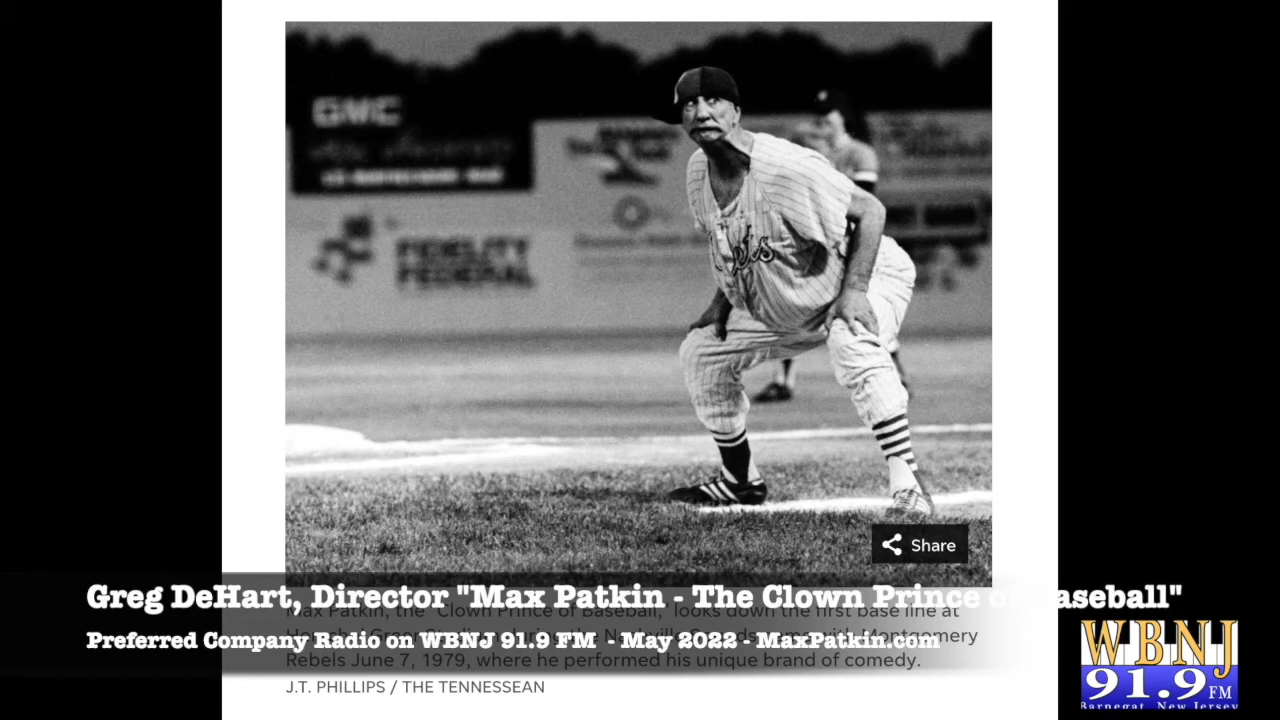 GMC
FIDELITY
FEDERAL
Share
Greg DeHart, Director "Max Patkin - The Clown Prince of Baseball"
Max Patkin, the "Clown Prince of Baseball," looks down the first base line at
Preferred Company Radio on WBNJ 91.9 FM - May 2022 - MaxPatkin.com
Montgomery
Rebels June 7, 1979, where he performed his unique brand of comedy.
J.T. PHILLIPS / THE TENNESSEAN
WBNJ
91.9 FM
Barnegat, New Jersey